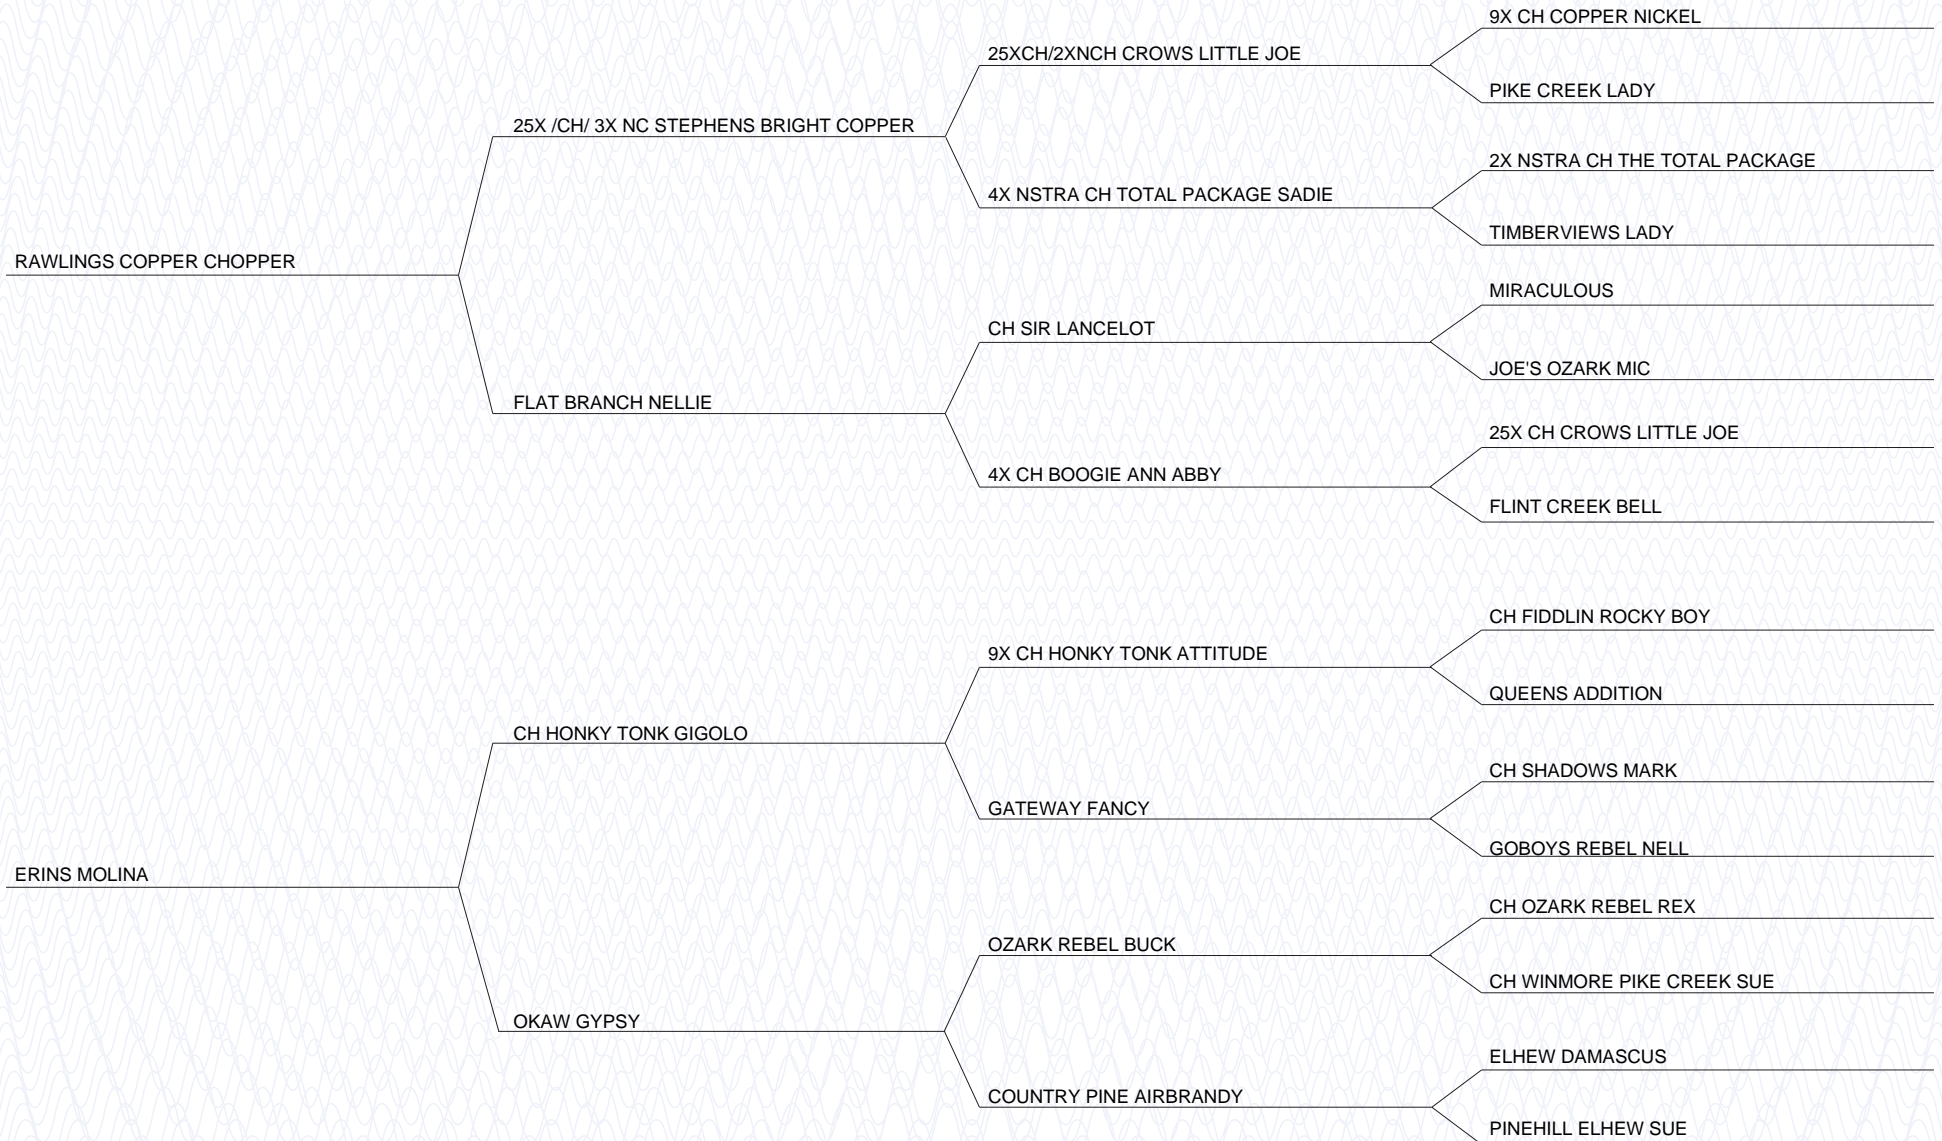 9X CH COPPER NICKEL
25XCH/2XNCH CROWS LITTLE JOE
PIKE CREEK LADY
25X /CH/ 3X NC STEPHENS BRIGHT COPPER
2X NSTRA CH THE TOTAL PACKAGE
4X NSTRA CH TOTAL PACKAGE SADIE
TIMBERVIEWS LADY
RAWLINGS COPPER CHOPPER
MIRACULOUS
CH SIR LANCELOT
JOE'S OZARK MIC
FLAT BRANCH NELLIE
25X CH CROWS LITTLE JOE
4X CH BOOGIE ANN ABBY
FLINT CREEK BELL
CH FIDDLIN ROCKY BOY
9X CH HONKY TONK ATTITUDE
QUEENS ADDITION
CH HONKY TONK GIGOLO
CH SHADOWS MARK
GATEWAY FANCY
GOBOYS REBEL NELL
ERINS MOLINA
CH OZARK REBEL REX
OZARK REBEL BUCK
CH WINMORE PIKE CREEK SUE
OKAW GYPSY
ELHEW DAMASCUS
COUNTRY PINE AIRBRANDY
PINEHILL ELHEW SUE